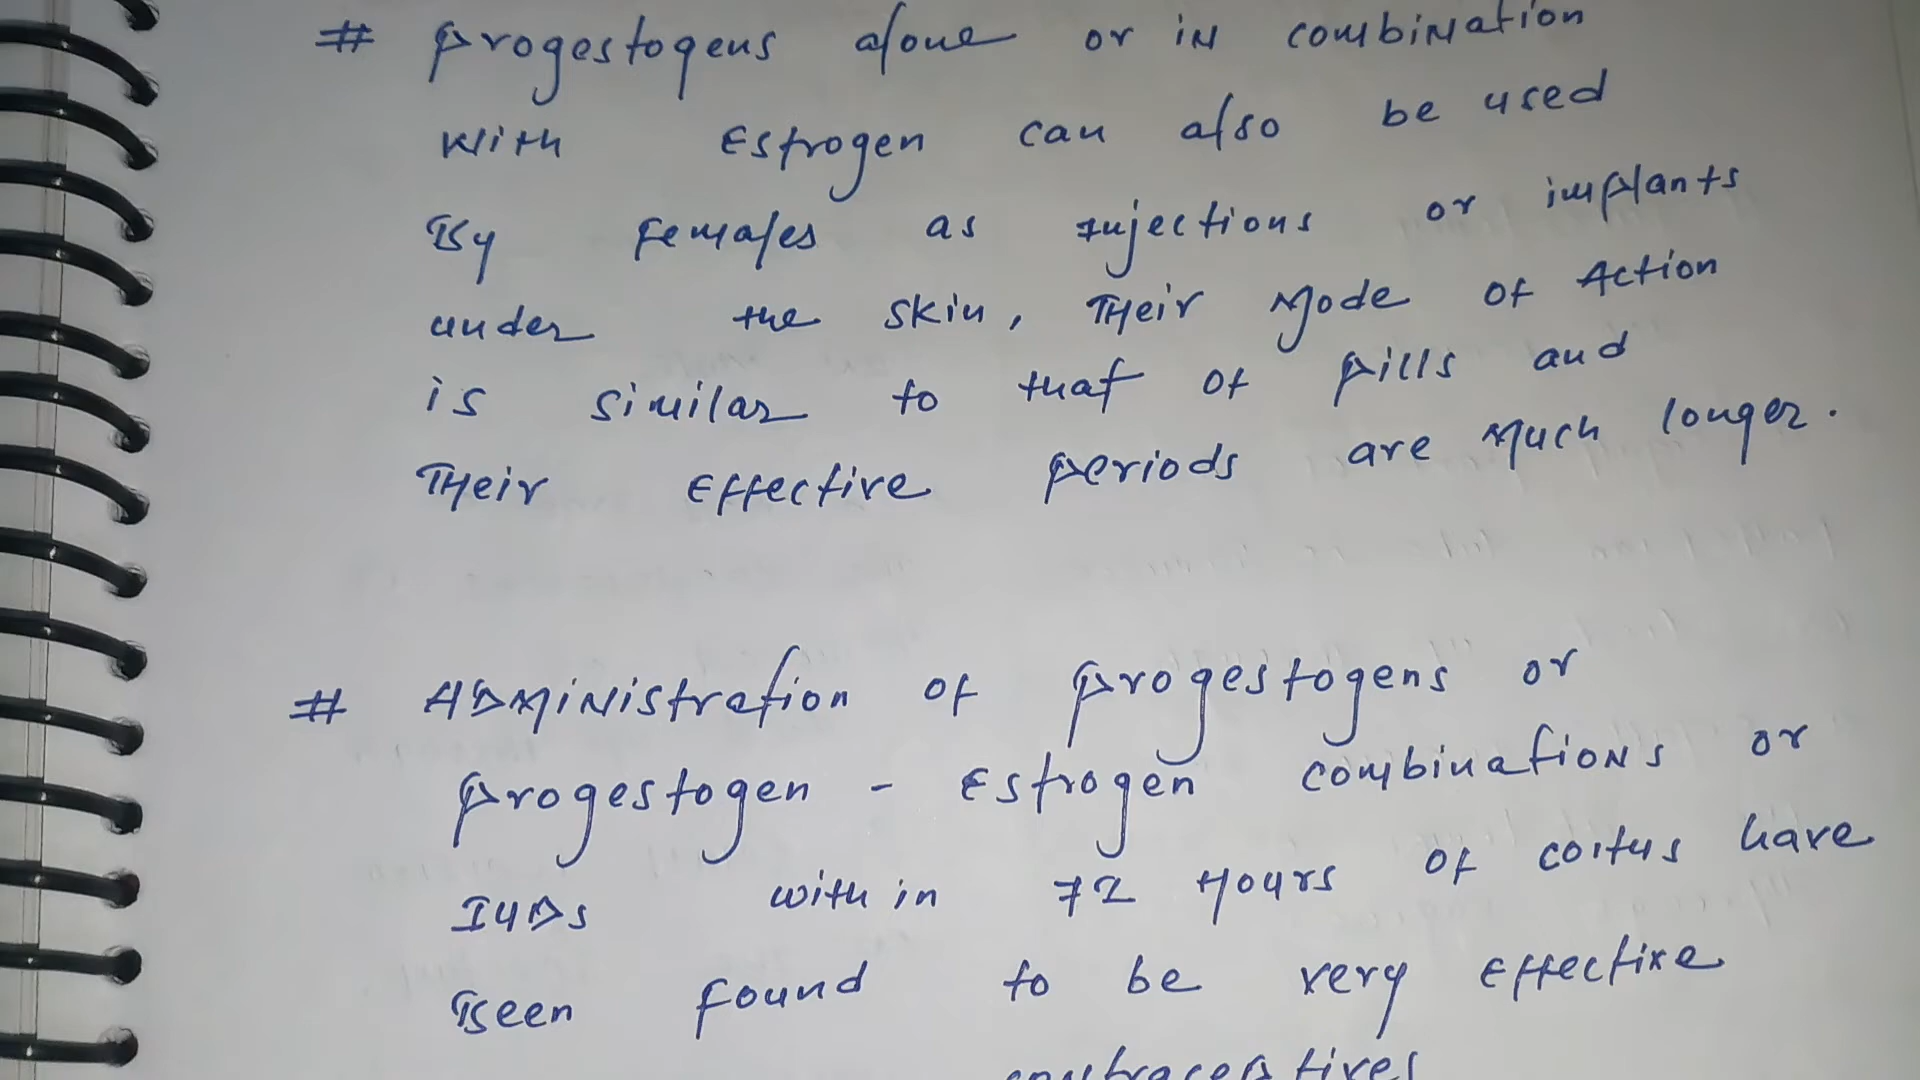 # Progestogens alone or in combination
with Estrogen can also be used
By Females as Injections or implants
under the skin, Their Mode of Action
is similar to that of pills and
Their Effective periods are Much longer.
# Administration of progestogens or
progestogen - Estrogen combinations or
IUDs with in 72 Hours of coitus have
Been found to be very Effective
contraceptives